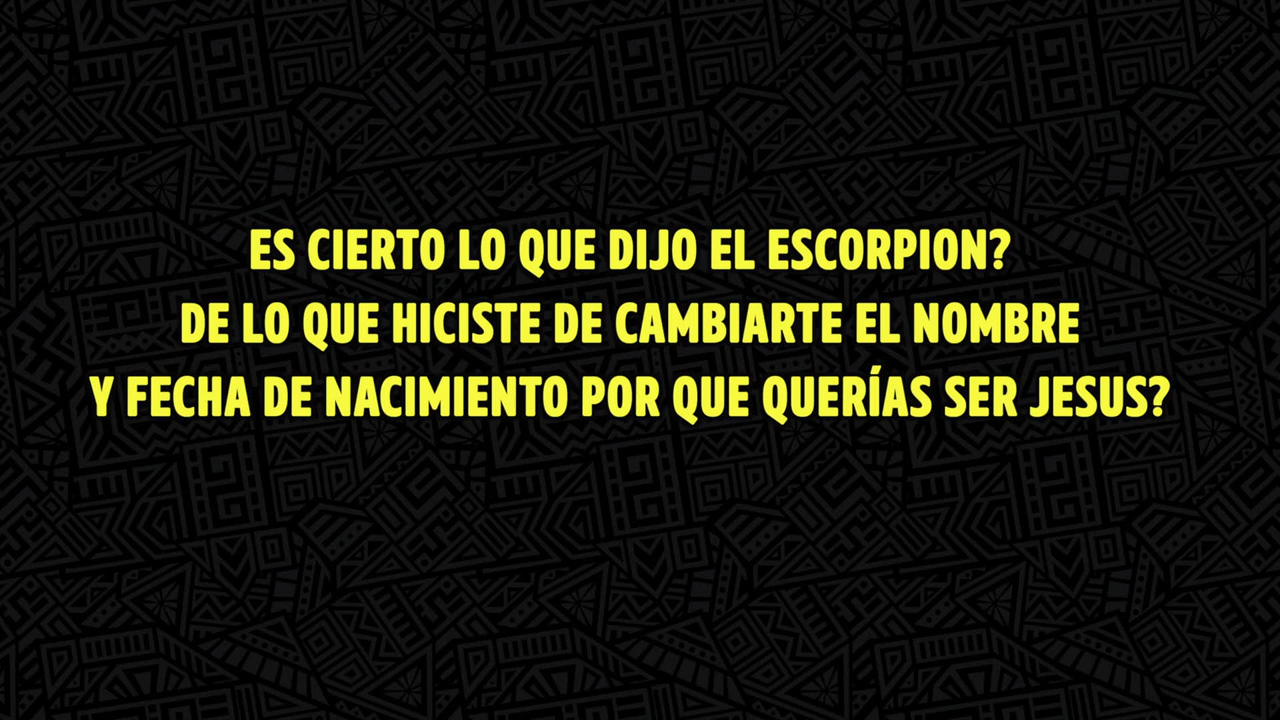 ES CIERTO LO QUE DIJO EL ESCORPION?
DE LO QUE HICISTE DE CAMBIARTE EL NOMBRE
Y FECHA DE NACIMIENTO POR QUE QUERÍAS SER JESUS?